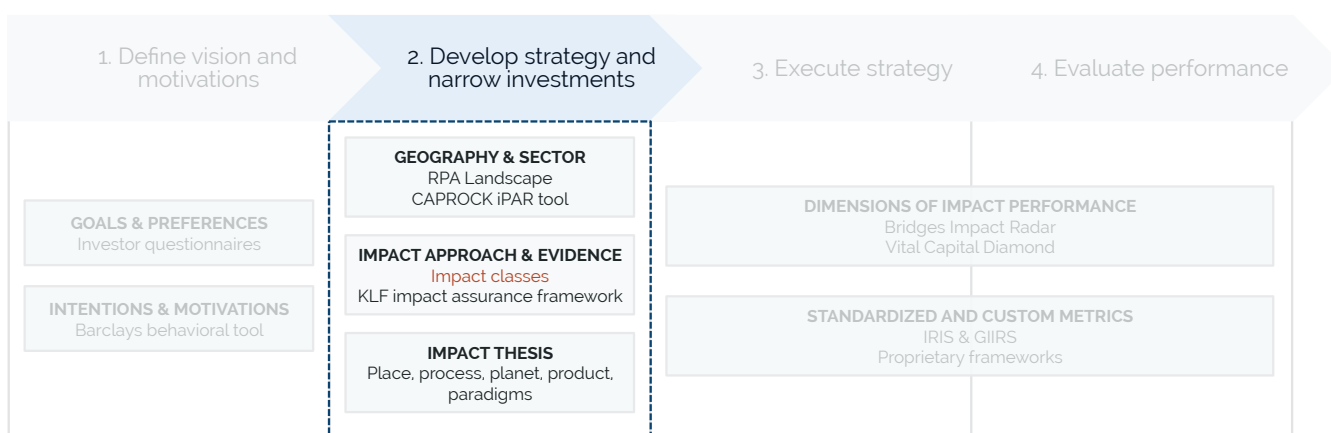 1. Define vision and
motivations
2. Develop strategy and
narrow investments
3. Execute strategy
4. Evaluate performance
GOALS & PREFERENCES
Investor questionnaires
INTENTIONS & MOTIVATIONS
Barclays behavioral tool
GEOGRAPHY & SECTOR
RPA Landscape
CAPROCK iPAR tool
IMPACT APPROACH & EVIDENCE
Impact classes
KLF impact assurance framework
IMPACT THESIS
Place, process, planet, product,
paradigms
DIMENSIONS OF IMPACT PERFORMANCE
Bridges Impact Radar
Vital Capital Diamond
STANDARDIZED AND CUSTOM METRICS
IRIS & GIIRS
Proprietary frameworks